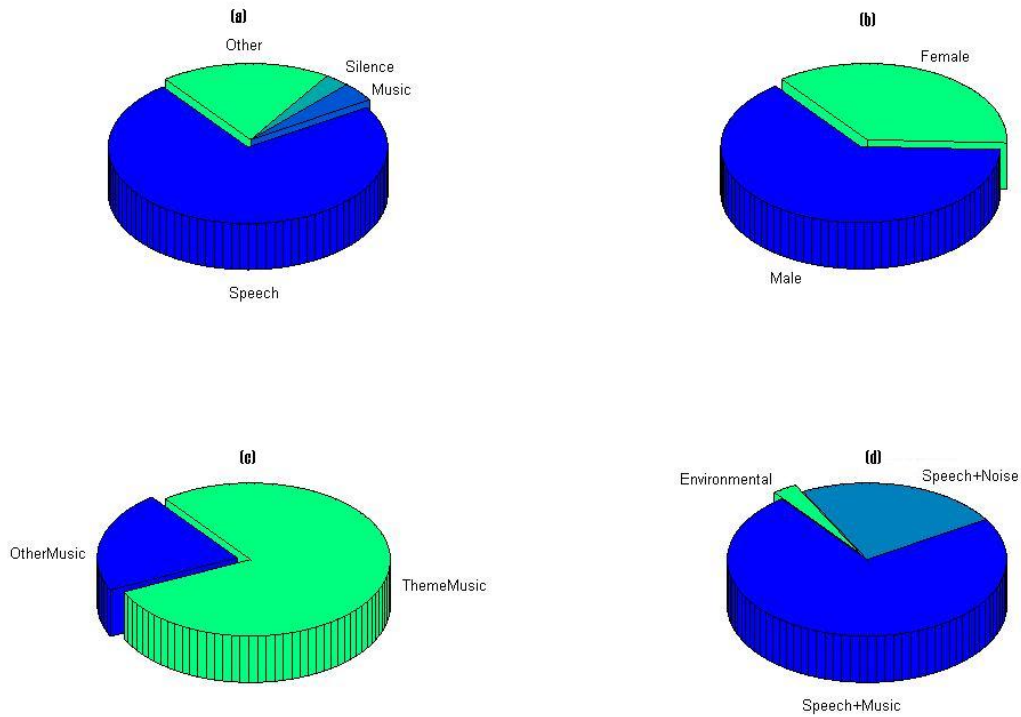 (a)
Other
Silence
Music
Speech
(b)
Female
Male
(c)
OtherMusic
ThemeMusic
(d)
Environmental
Speech+Noise
Speech+Music